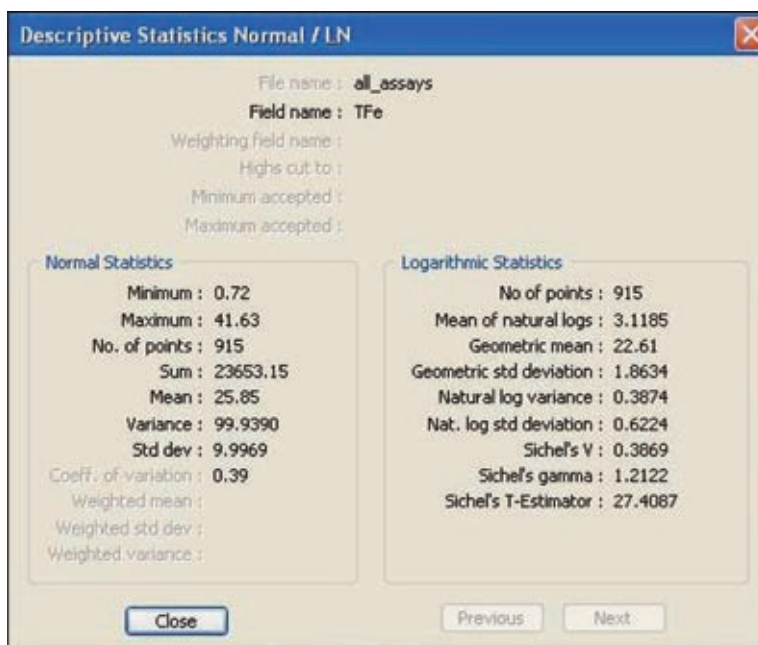 Descriptive Statistics Normal / LN
File name : all_assays
Field name : TFe
Weighting field name :
Highs cut to :
Minimum accepted :
Maximum accepted :
Normal Statistics
Minimum : 0.72
Maximum : 41.63
No. of points : 915
Sum : 23653.15
Mean : 25.85
Variance : 99.9390
Std dev : 9.9969
Coeff. of variation : 0.39
Weighted mean :
Weighted std dev :
Weighted variance :
Logarithmic Statistics
No of points : 915
Mean of natural logs : 3.1185
Geometric mean : 22.61
Geometric std deviation : 1.8634
Natural log variance : 0.3874
Nat. log std deviation : 0.6224
Sichel's V : 0.3869
Sichel's gamma : 1.2122
Sichel's T-Estimator : 27.4087
Close
Previous
Next